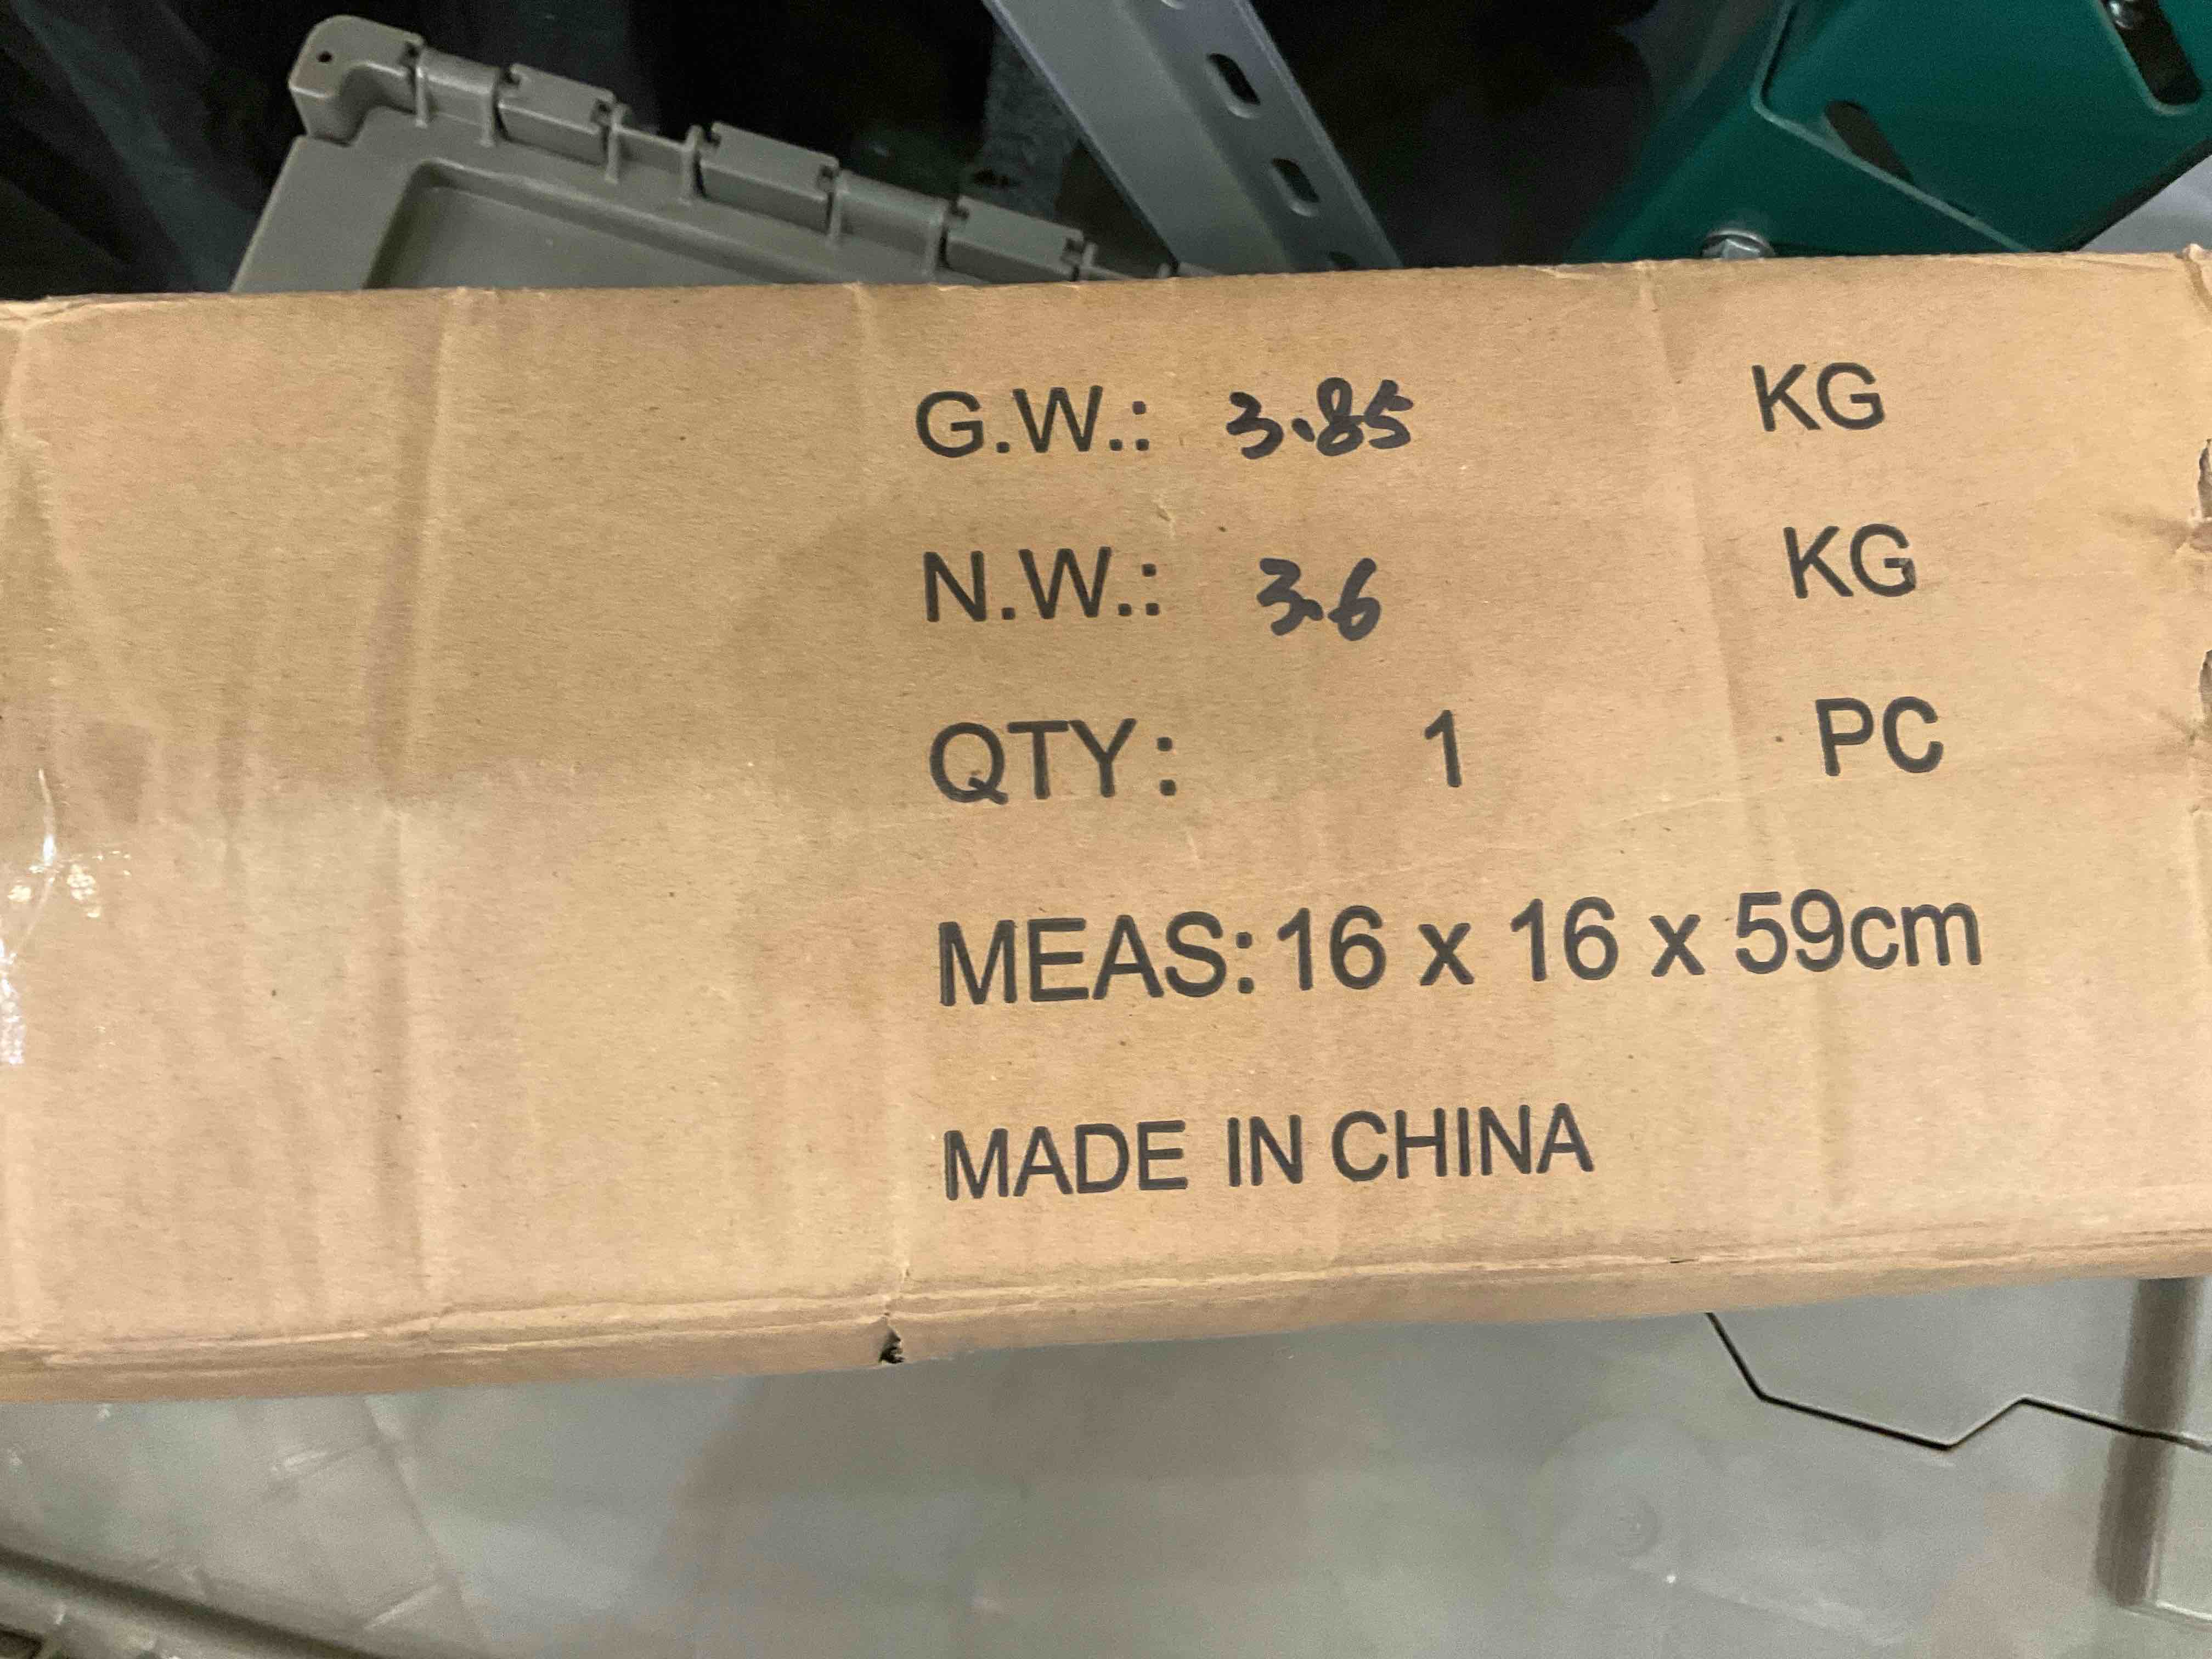 G.W.: 3.85 KG
N.W.: 3.6 KG
QTY: 1 PC
MEAS: 16 x 16 x 59cm
MADE IN CHINA